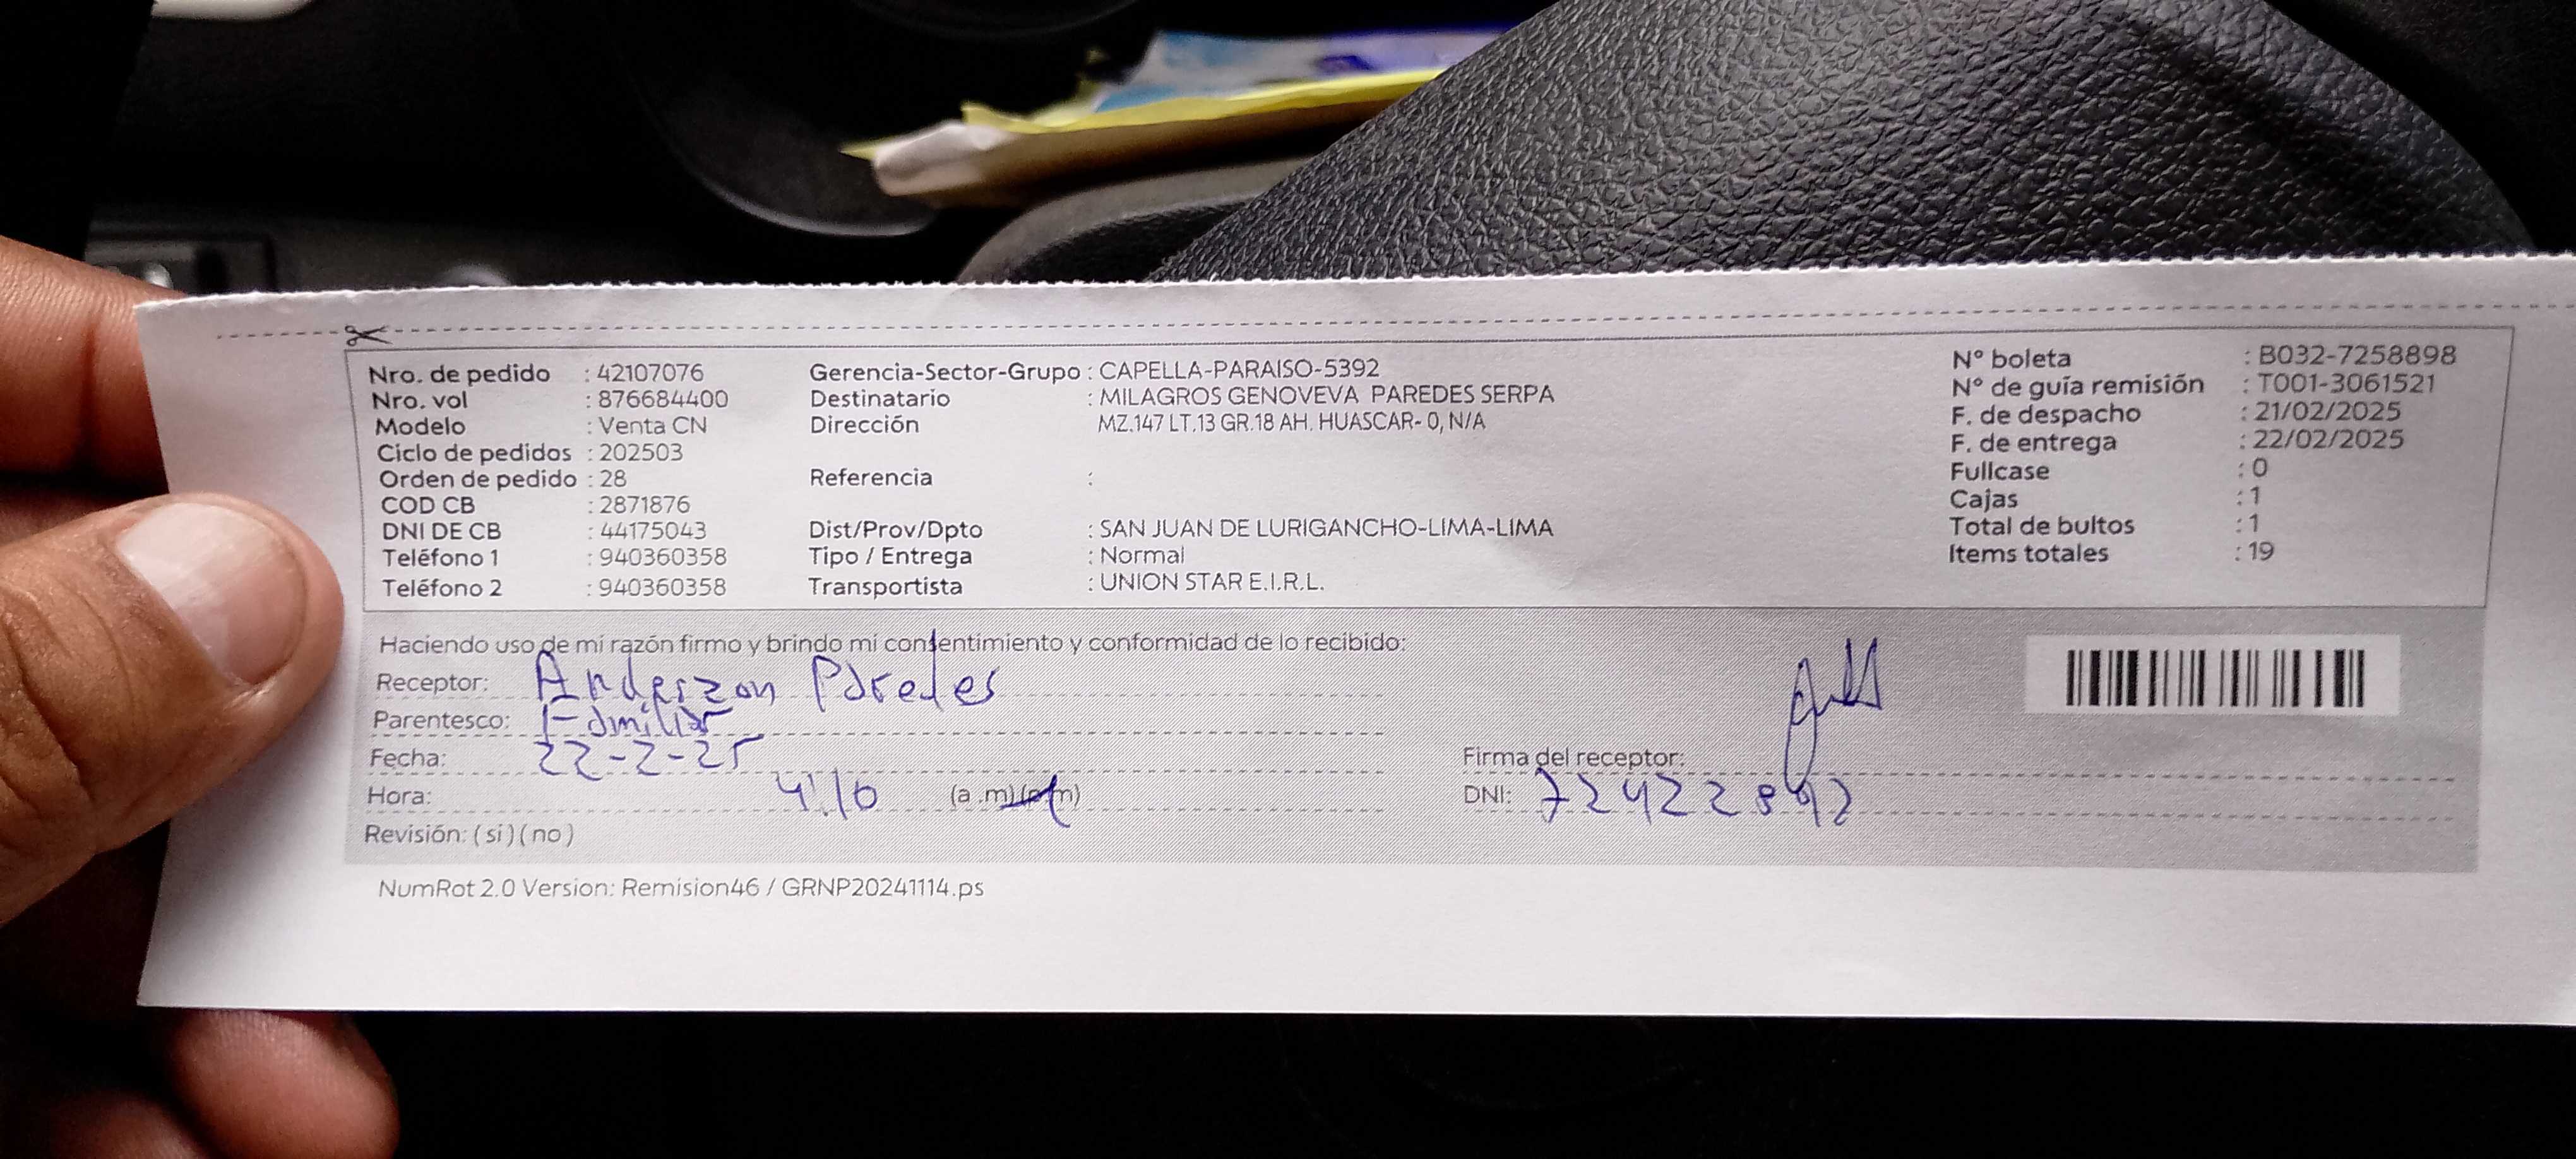 Nro. de pedido : 42107076
Nro. vol : 876684400
Modelo : Venta CN
Ciclo de pedidos : 202503
Orden de pedido : 28
COD CB : 2871876
DNI DE CB : 44175043
Teléfono 1 : 940360358
Teléfono 2 : 940360358
Gerencia-Sector-Grupo : CAPELLA-PARAISO-5392
Destinatario : MILAGROS GENOVEVA PAREDES SERPA
Dirección MZ.147 LT.13 GR.18 AH. HUASCAR- 0, N/A
Referencia :
Dist/Prov/Dpto : SAN JUAN DE LURIGANCHO-LIMA-LIMA
Tipo / Entrega : Normal
Transportista : UNION STAR E.I.R.L.
N° boleta : B032-7258898
N° de guía remisión : T001-3061521
F. de despacho : 21/02/2025
F. de entrega : 22/02/2025
Fullcase : 0
Cajas : 1
Total de bultos : 1
Items totales : 19
Haciendo uso de mi razón firmo y brindo mi consentimiento y conformidad de lo recibido:
Receptor: Anderzon Paredes
Parentesco: Familiar
Fecha: 22-2-25
Hora: 4:10 (a.m)(p.m)
Revisión: (si)(no)
Firma del receptor:
DNI:
NumRot 2.0 Version: Remision46 / GRNP20241114.ps